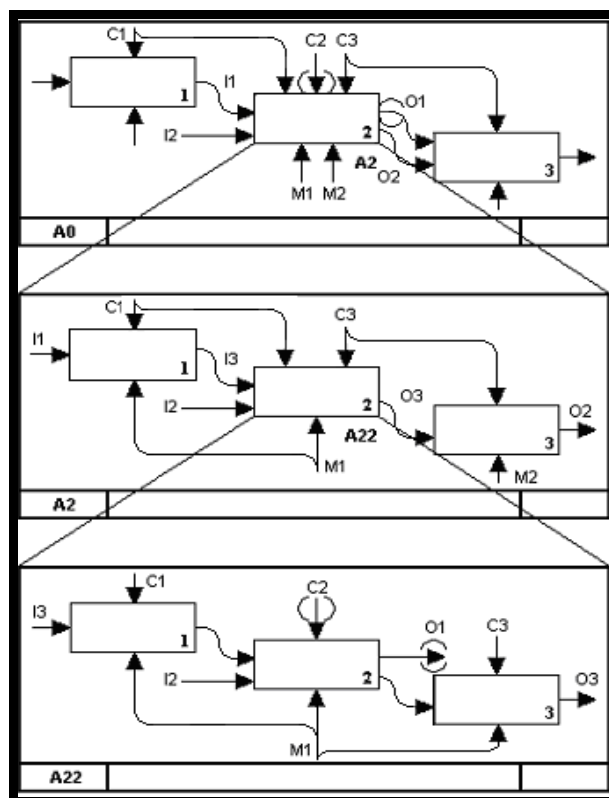 C1 C2 C3
1 I1 O1
I2 2
A2 O2 3
M1 M2
A0
C1 C3
I1 1 I3
I2 2 O3 O2
A22 3
M1 M2
A2
C1 C2 C3
I3 1 O1
I2 2 O3
3
M1
A22